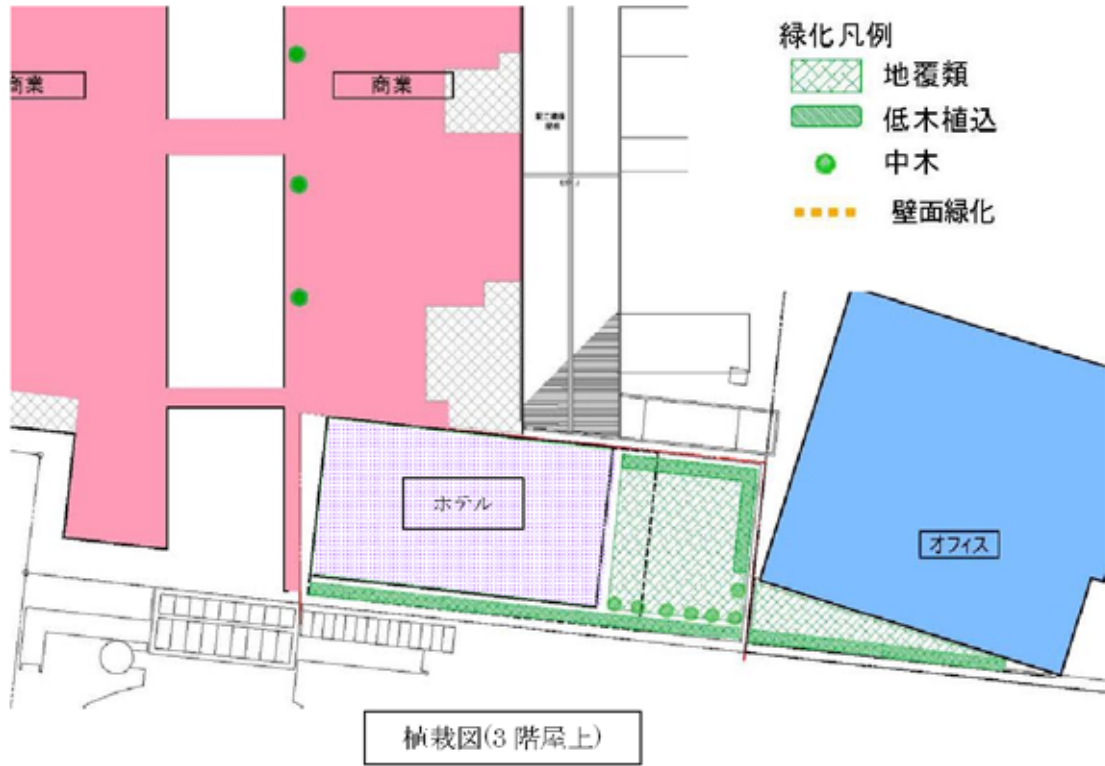 緑化凡例
地覆類
低木植込
中木
壁面緑化
商業
商業
ホテル
オフィス
植栽図(3 階屋上)